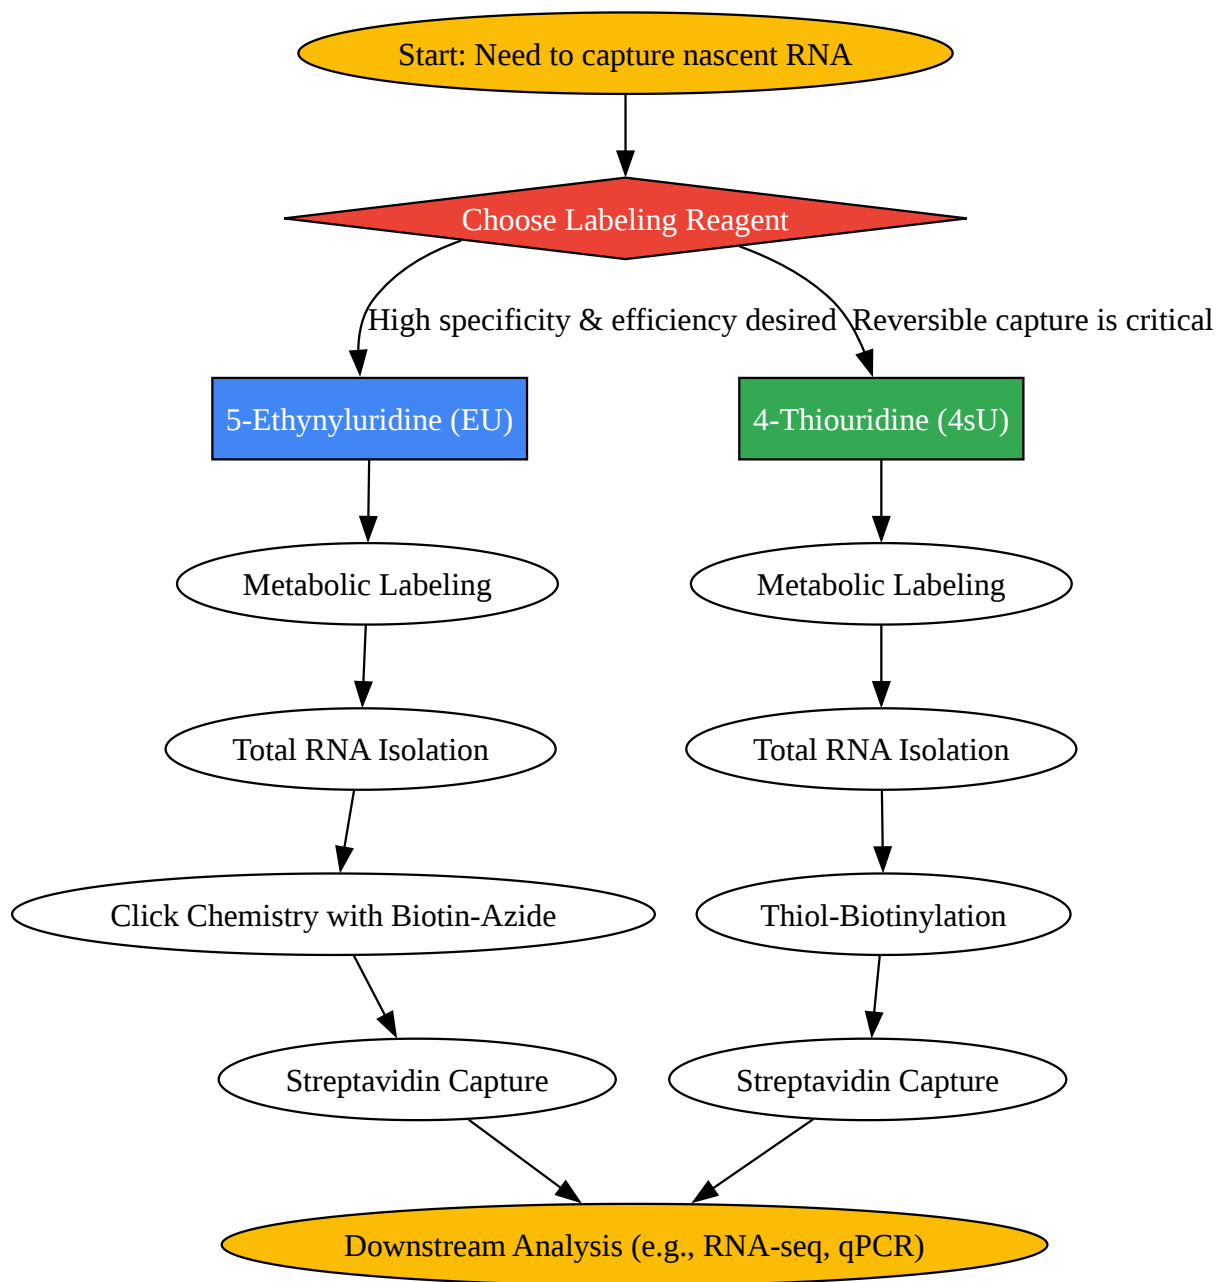 Start: Need to capture nascent RNA
Choose Labeling Reagent
High specificity & efficiency desired
Reversible capture is critical
5-Ethynyluridine (EU)
4-Thiouridine (4sU)
Metabolic Labeling
Metabolic Labeling
Total RNA Isolation
Total RNA Isolation
Click Chemistry with Biotin-Azide
Thiol-Biotinylation
Streptavidin Capture
Streptavidin Capture
Downstream Analysis (e.g., RNA-seq, qPCR)